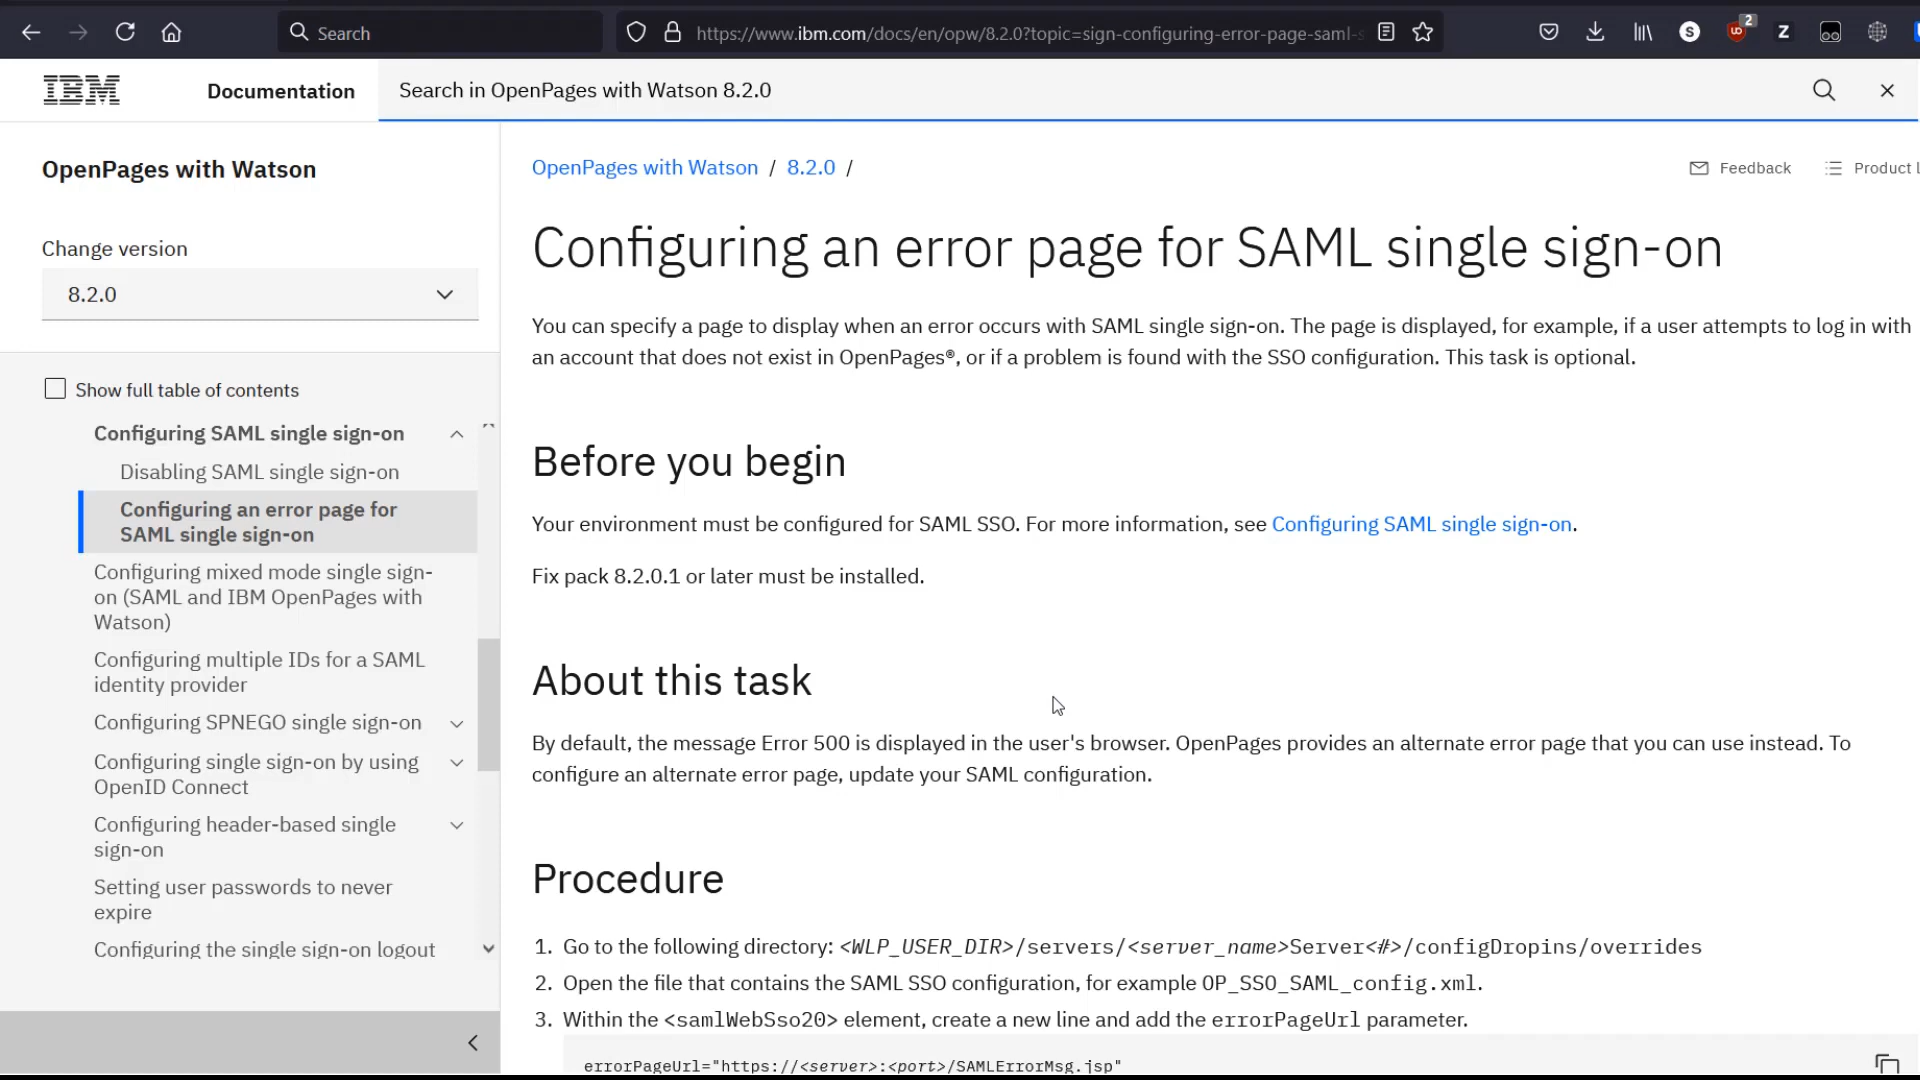 Search
https://www.ibm.com/docs/en/opw/8.2.0?topic=sign-configuring-error-page-saml-s
2
S
UO
Z
IBM
Documentation
Search in OpenPages with Watson 8.2.0
OpenPages with Watson
Change version
8.2.0
Show full table of contents
Configuring SAML single sign-on
Disabling SAML single sign-on
Configuring an error page for
SAML single sign-on
Configuring mixed mode single sign-
on (SAML and IBM OpenPages with
Watson)
Configuring multiple IDs for a SAML
identity provider
Configuring SPNEGO single sign-on
Configuring single sign-on by using
OpenID Connect
Configuring header-based single
sign-on
Setting user passwords to never
expire
Configuring the single sign-on logout
OpenPages with Watson / 8.2.0 /
Feedback
Product l
Configuring an error page for SAML single sign-on
You can specify a page to display when an error occurs with SAML single sign-on. The page is displayed, for example, if a user attempts to log in with
an account that does not exist in OpenPages®, or if a problem is found with the SSO configuration. This task is optional.
Before you begin
Your environment must be configured for SAML SSO. For more information, see Configuring SAML single sign-on.
Fix pack 8.2.0.1 or later must be installed.
About this task
By default, the message Error 500 is displayed in the user's browser. OpenPages provides an alternate error page that you can use instead. To
configure an alternate error page, update your SAML configuration.
Procedure
1. Go to the following directory: <WLP_USER_DIR>/servers/<server_name>Server<#>/configDropins/overrides
2. Open the file that contains the SAML SSO configuration, for example OP_SSO_SAML_config.xml.
3. Within the <samlWebSso20> element, create a new line and add the errorPageUrl parameter.
errorPageUrl="https://<server>:<port>/SAMLErrorMsg.jsp"